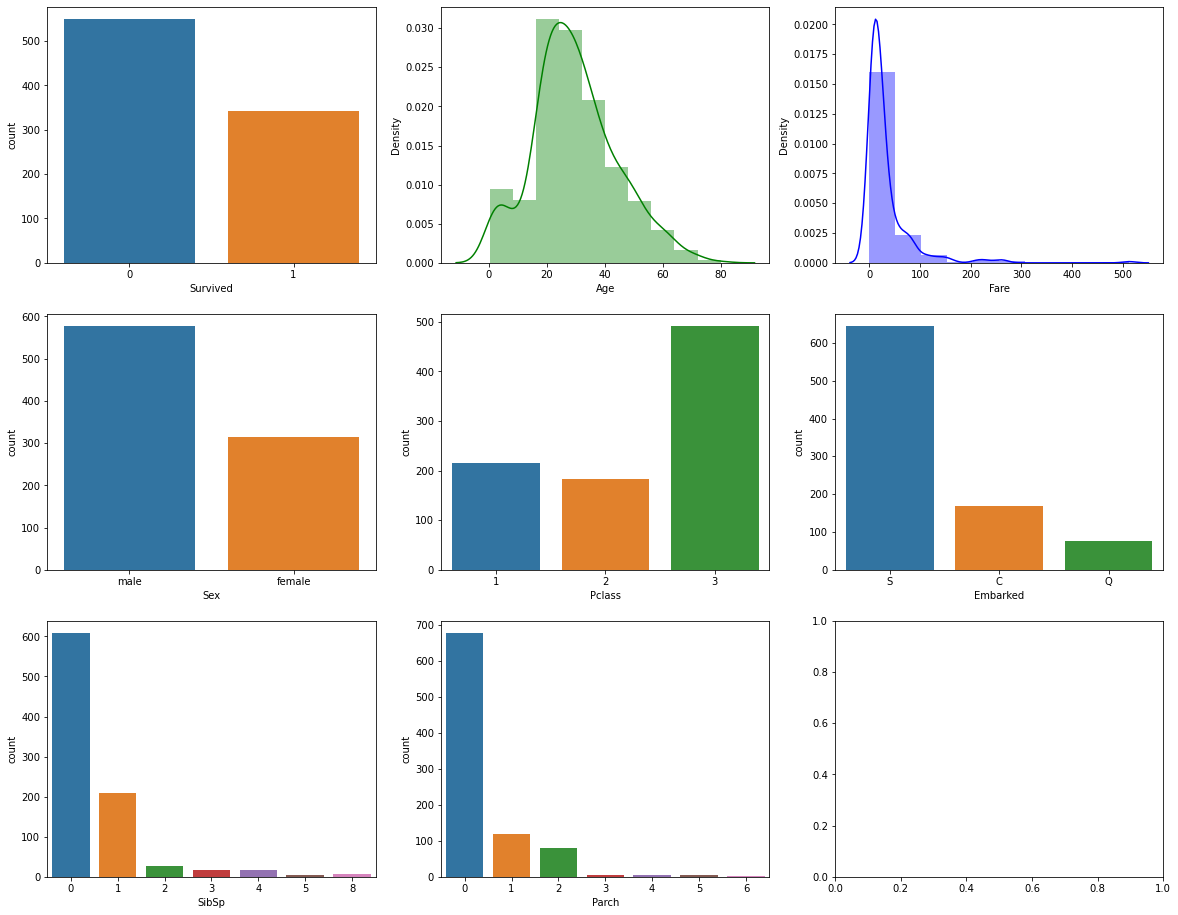 500
400
300
200
100
0
count
0 1
Survived
0.030
0.025
0.020
0.015
0.010
0.005
0.000
Density
0 20 40 60 80
Age
0.0200
0.0175
0.0150
0.0125
0.0100
0.0075
0.0050
0.0025
0.0000
Density
0 100 200 300 400 500
Fare
600
500
400
300
200
100
0
count
male female
Sex
500
400
300
200
100
0
count
1 2 3
Pclass
600
500
400
300
200
100
0
count
S C Q
Embarked
600
500
400
300
200
100
0
count
0 1 2 3 4 5 8
SibSp
700
600
500
400
300
200
100
0
count
0 1 2 3 4 5 6
Parch
1.0
0.8
0.6
0.4
0.2
0.0
0.0 0.2 0.4 0.6 0.8 1.0